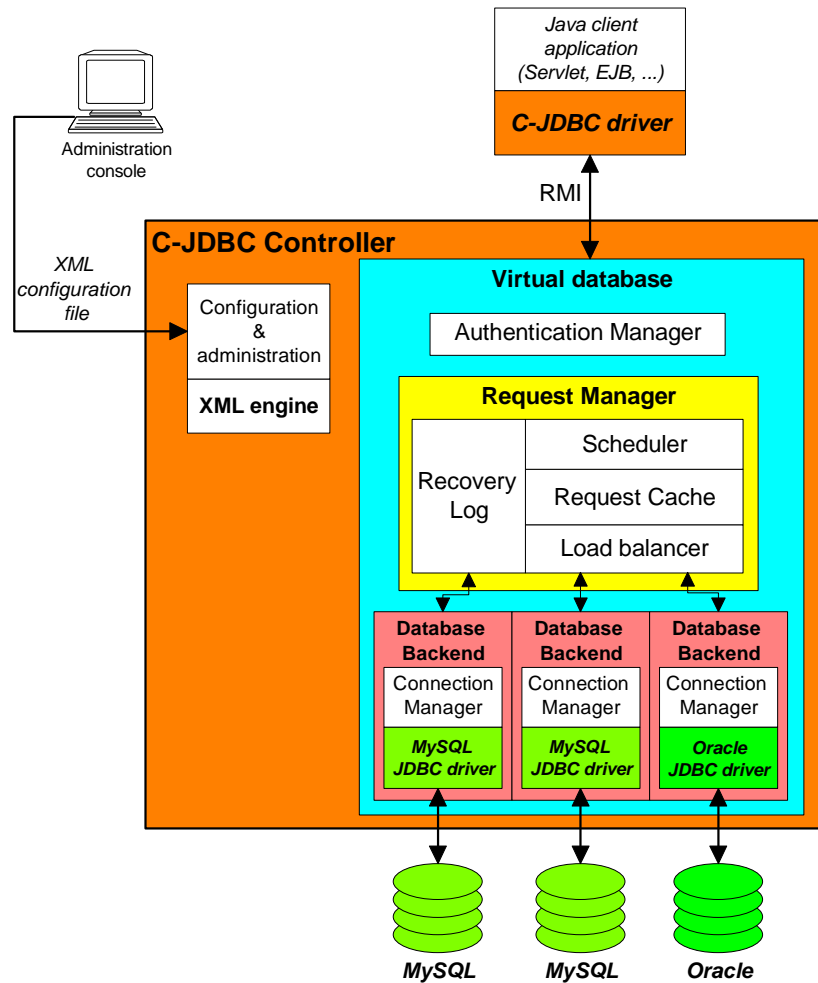 Java client
application
(Servlet, EJB, ...)
C-JDBC driver
Administration
console
RMI
C-JDBC Controller
XML
configuration
file
Configuration
&
administration
XML engine
Virtual database
Authentication Manager
Request Manager
Recovery
Log
Scheduler
Request Cache
Load balancer
Database
Backend
Connection
Manager
MySQL
JDBC driver
Database
Backend
Connection
Manager
MySQL
JDBC driver
Database
Backend
Connection
Manager
Oracle
JDBC driver
MySQL
MySQL
Oracle